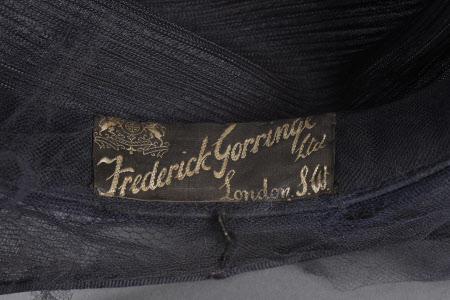 Frederick Gorringe
Ltd
London, S.W.